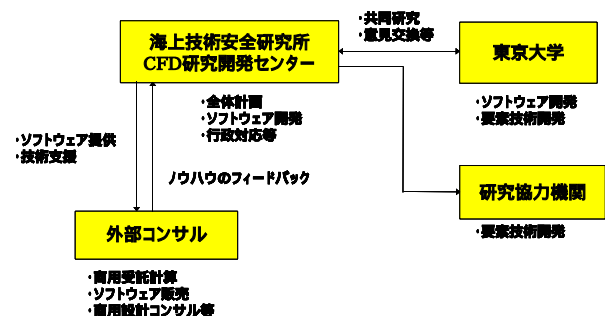 ・共同研究
・意見交換等
海上技術安全研究所
CFD研究開発センター
東京大学
・全体計画
・ソフトウェア開発
・行政対応等
・ソフトウェア開発
・要素技術開発
・ソフトウェア提供
・技術支援
ノウハウのフィードバック
研究協力機関
・要素技術開発
外部コンサル
・商用受託計算
・ソフトウェア販売
・商用設計コンサル等